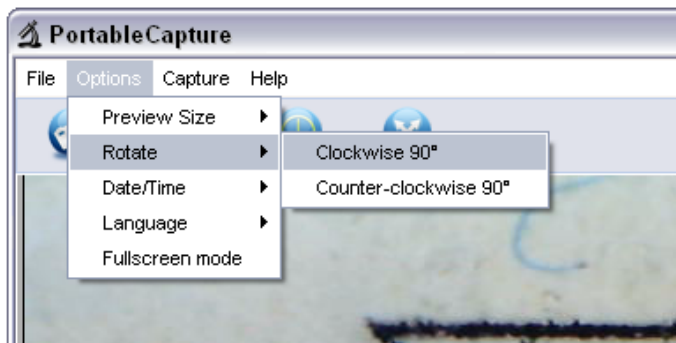 PortableCapture
File Options Capture Help
Preview Size
Rotate
Clockwise 90°
Counter-clockwise 90°
Date/Time
Language
Fullscreen mode